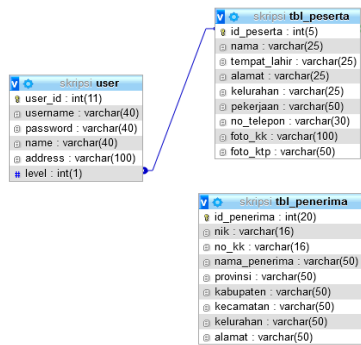 skripsi user
user_id : int(11)
username : varchar(40)
password : varchar(40)
name : varchar(40)
address : varchar(100)
level : int(1)
skripsi tbl_peserta
id_peserta : int(5)
nama : varchar(25)
tempat_lahir : varchar(25)
alamat : varchar(25)
kelurahan : varchar(25)
pekerjaan : varchar(50)
no_telepon : varchar(30)
foto_kk : varchar(100)
foto_ktp : varchar(50)
skripsi tbl_penerima
id_penerima : int(20)
nik : varchar(16)
no_kk : varchar(16)
nama_penerima : varchar(50)
provinsi : varchar(50)
kabupaten : varchar(50)
kecamatan : varchar(50)
kelurahan : varchar(50)
alamat : varchar(50)